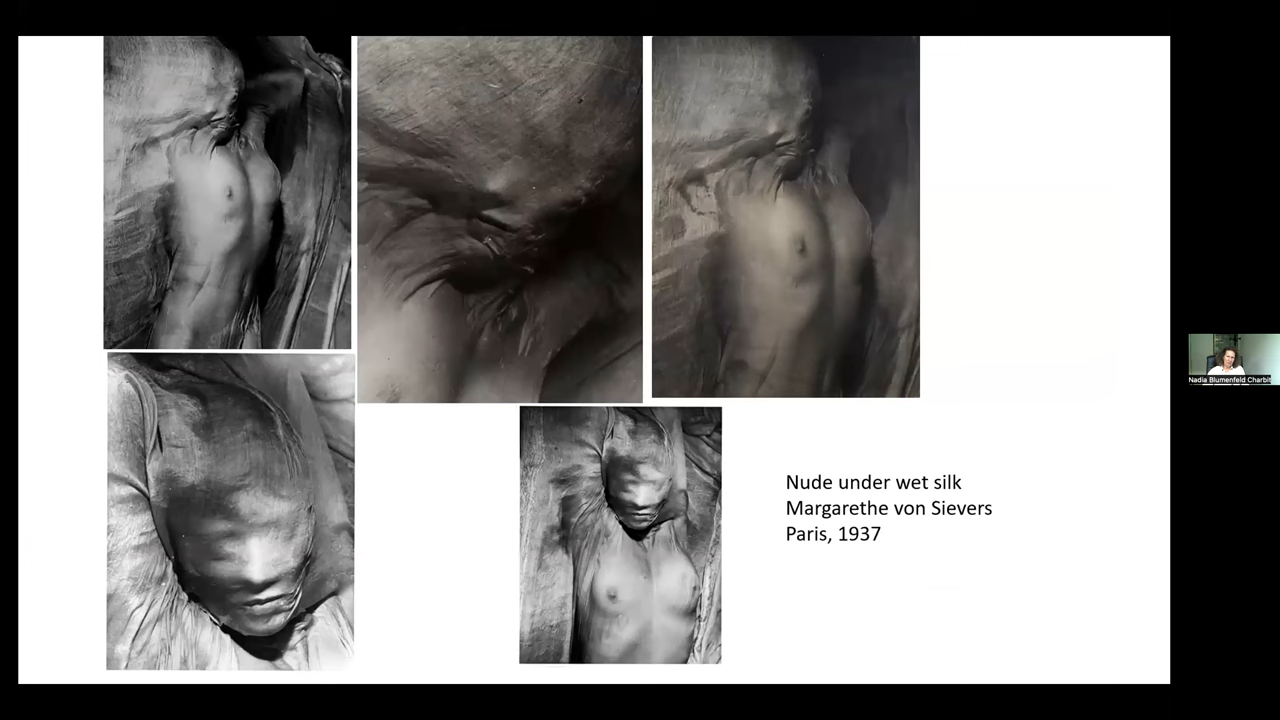 Nude under wet silk
Margarethe von Sievers
Paris, 1937
Nadia Blumenfeld Charbit